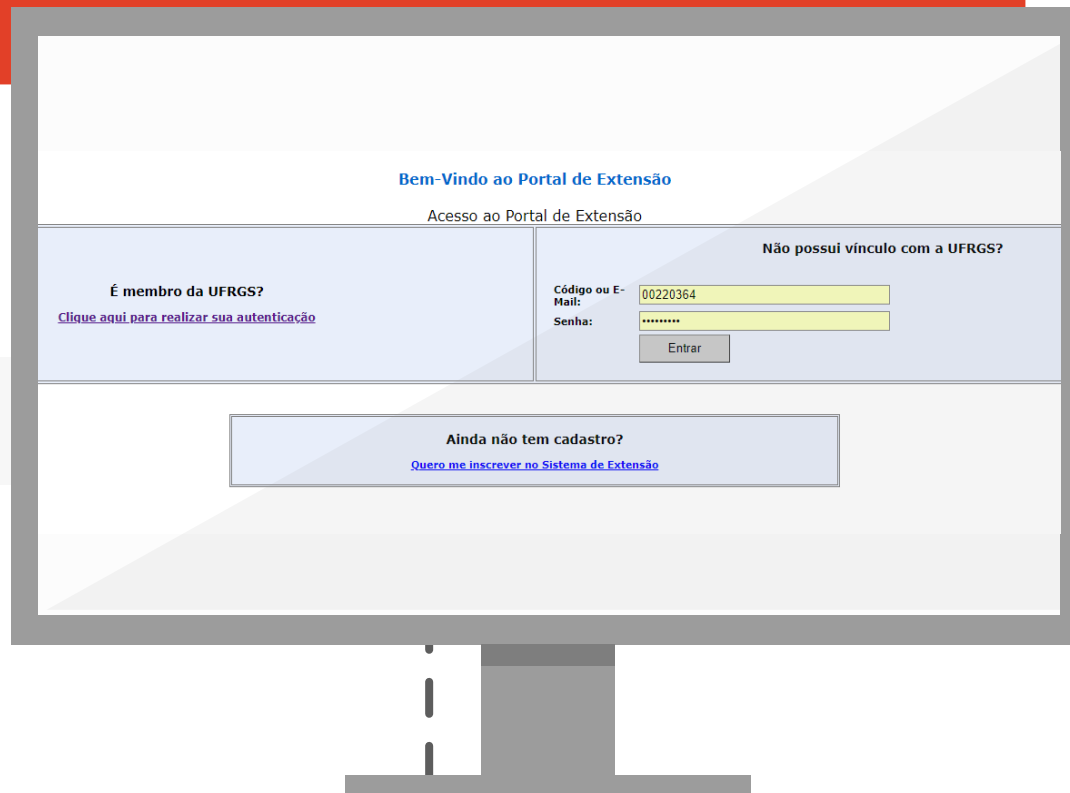 Bem-Vindo ao Portal de Extensão
Acesso ao Portal de Extensão
É membro da UFRGS?
Clique aqui para realizar sua autenticação
Não possui vínculo com a UFRGS?
Código ou E-
Mail:
00220364
Senha:
•••••••••
Entrar
Ainda não tem cadastro?
Quero me inscrever no Sistema de Extensão